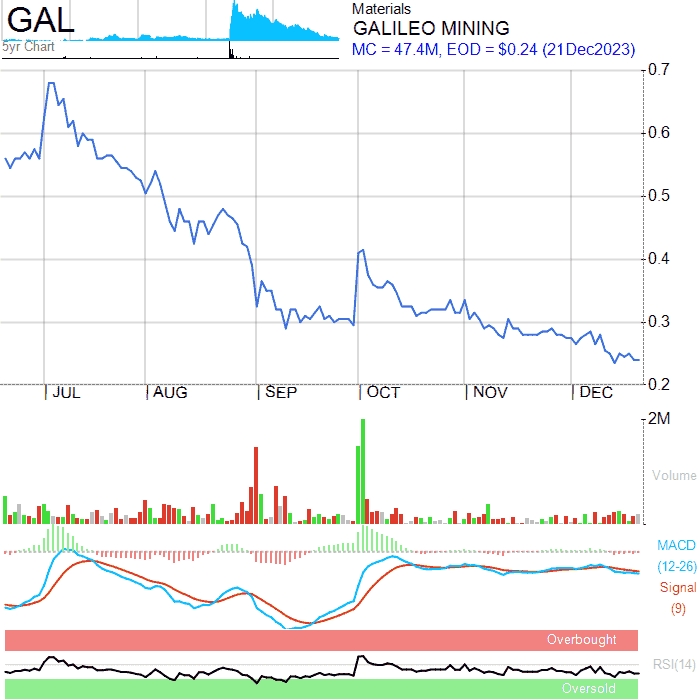 GAL
5yr Chart
Materials
GALILEO MINING
MC = 47.4M, EOD = $0.24 (21Dec2023)
0.7
0.6
0.5
0.4
0.3
0.2
JUL AUG SEP OCT NOV DEC
2M
Volume
MACD
(12-26)
Signal
(9)
Overbought
RSI(14)
Oversold